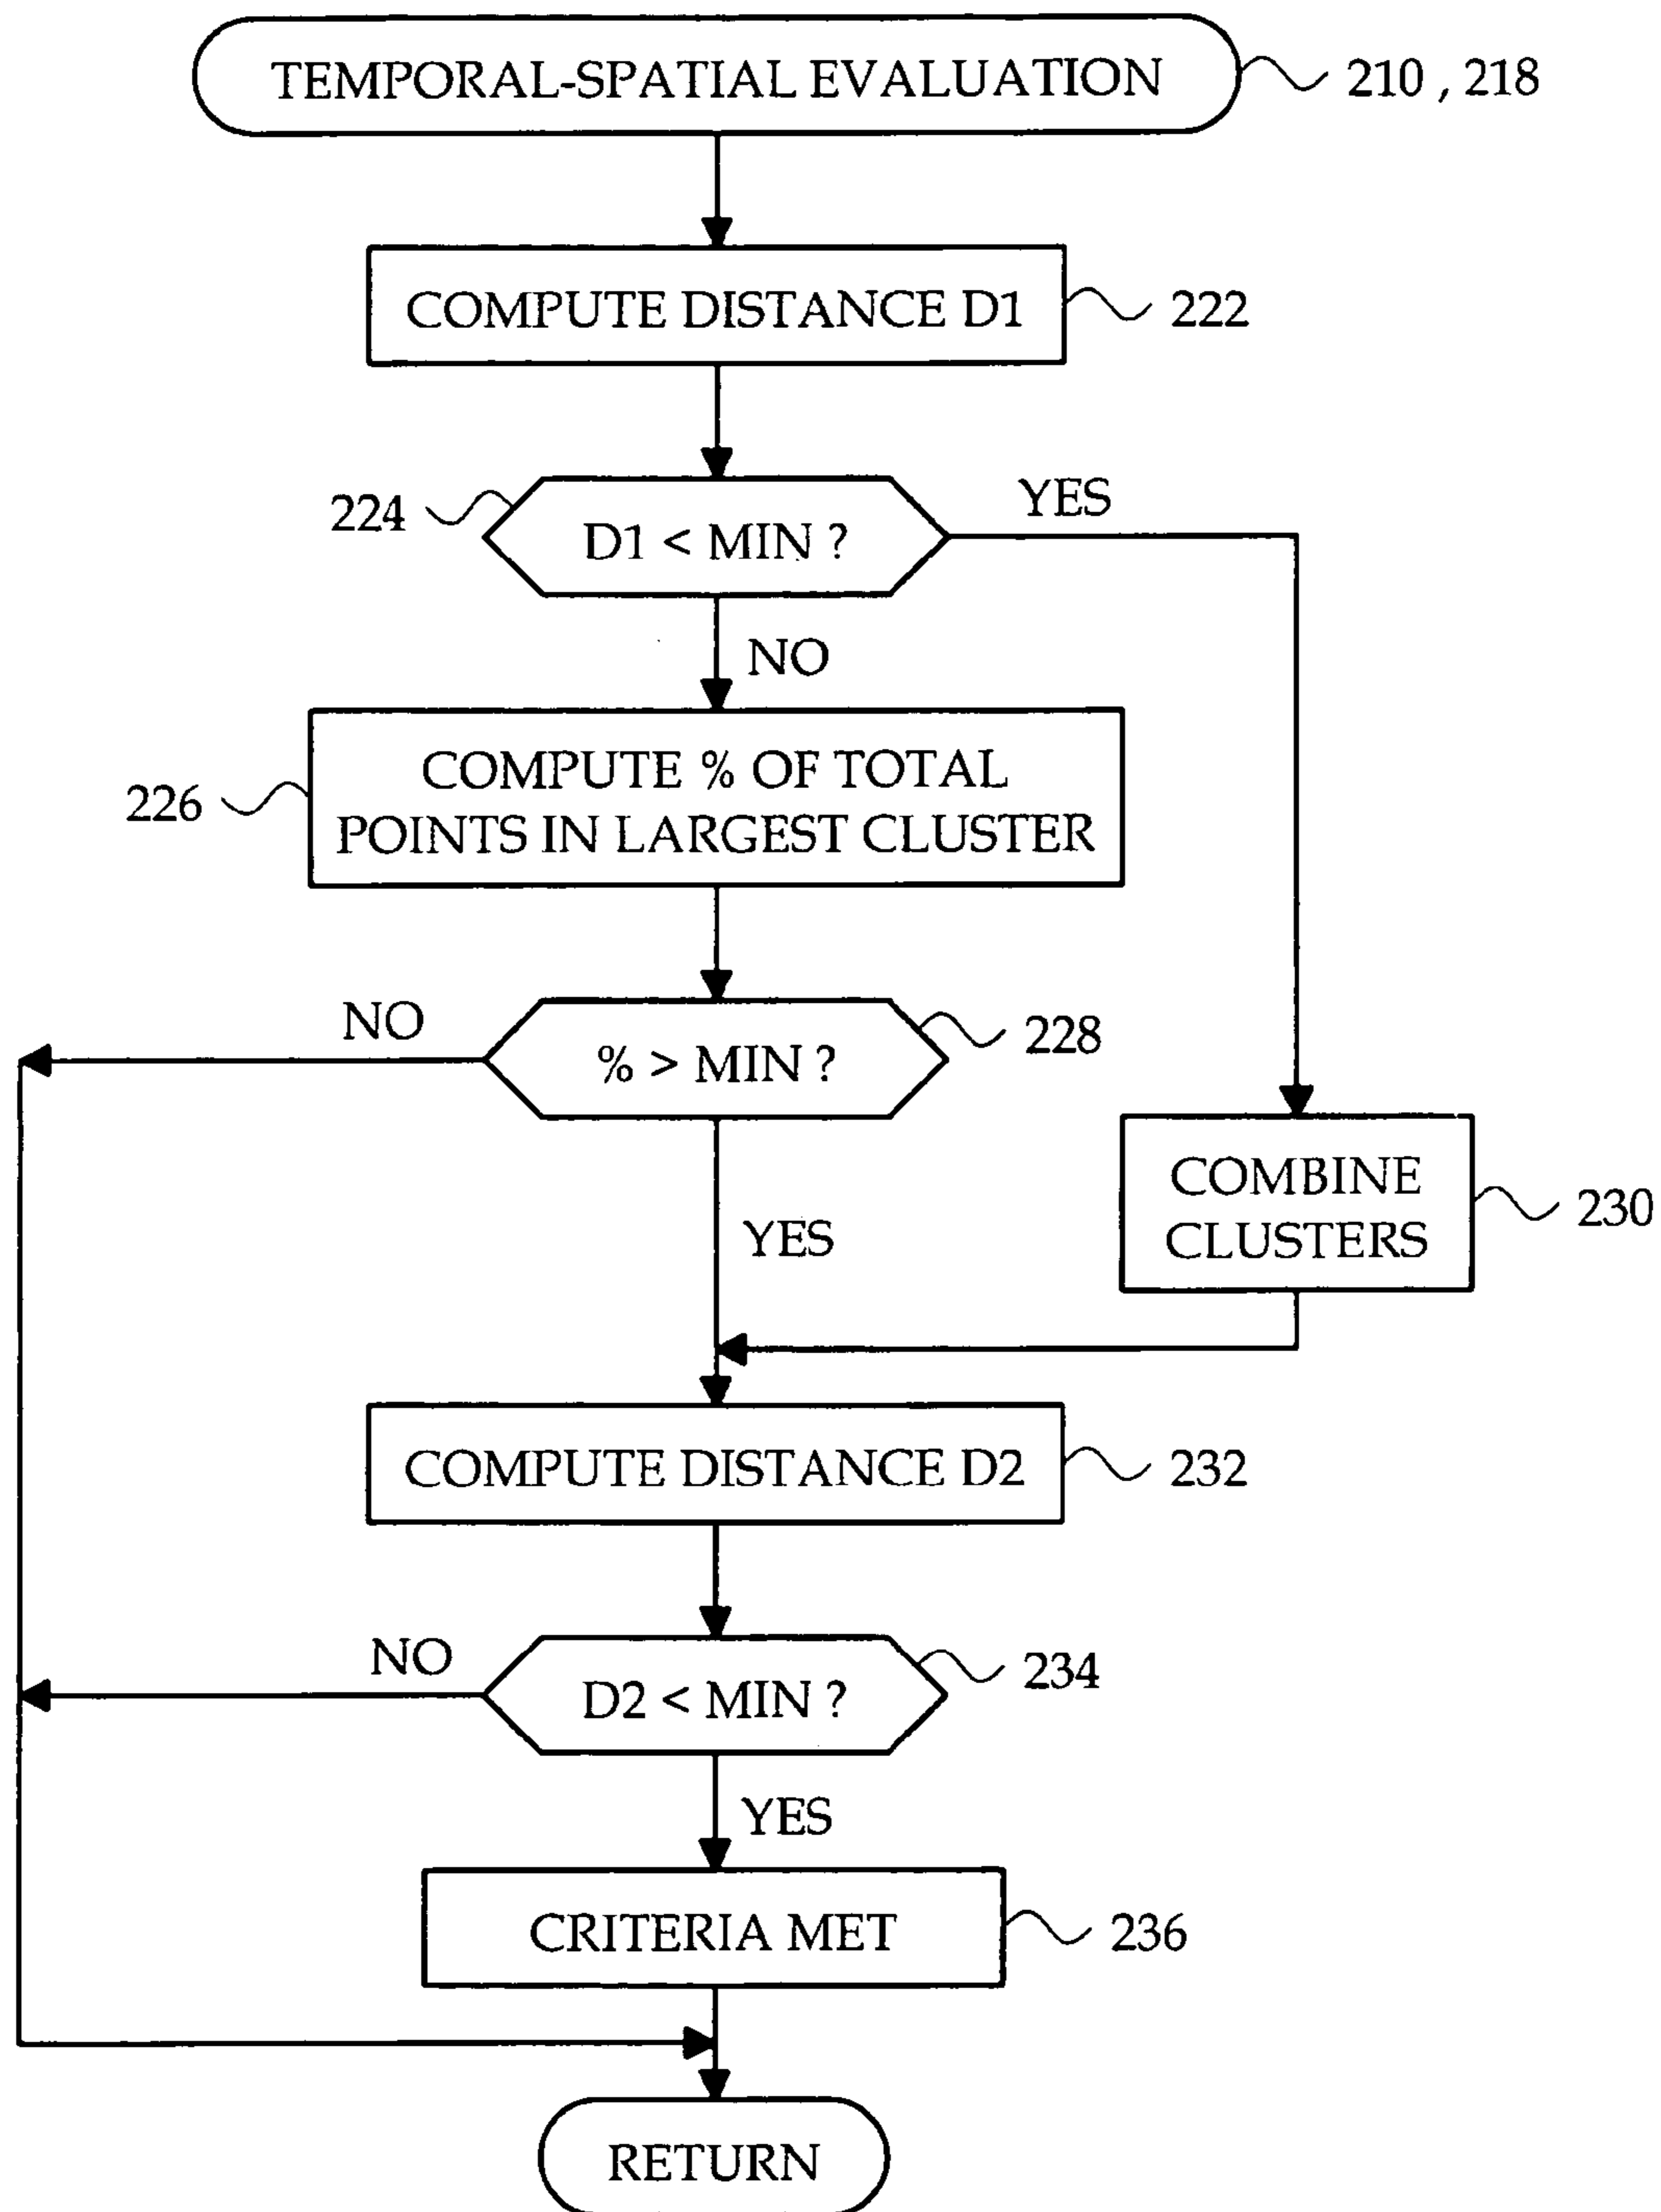 TEMPORAL-SPATIAL EVALUATION
210 , 218
COMPUTE DISTANCE D1
222
224
D1 < MIN ?
YES
NO
COMPUTE % OF TOTAL
POINTS IN LARGEST CLUSTER
226
NO
% > MIN ?
228
YES
COMBINE
CLUSTERS
230
COMPUTE DISTANCE D2
232
NO
D2 < MIN ?
234
YES
CRITERIA MET
236
RETURN